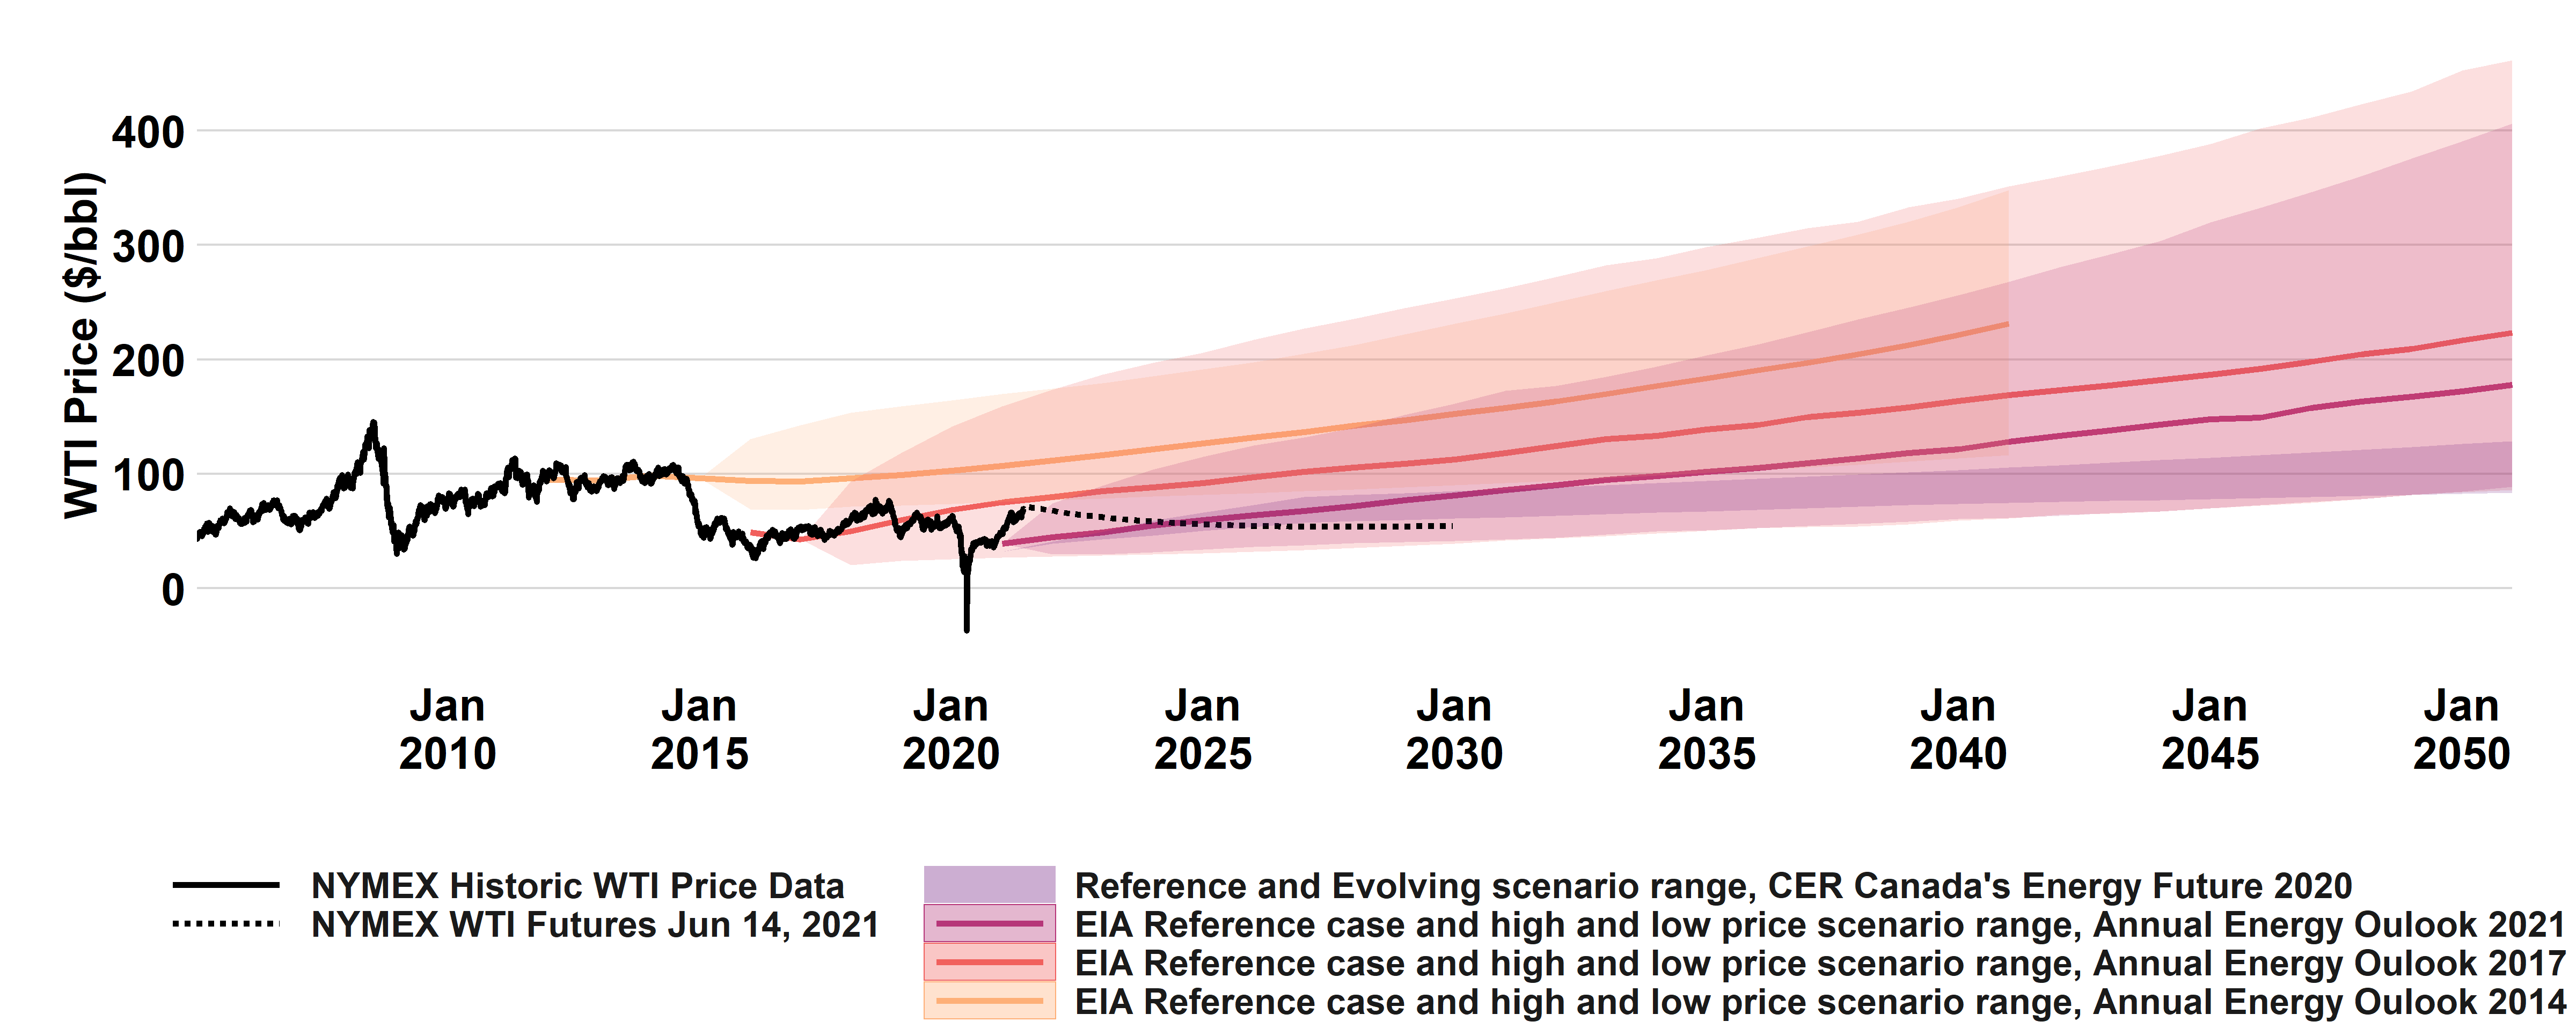 WTI Price ($/bbl)
400
300
200
100
0
Jan 2010
Jan 2015
Jan 2020
Jan 2025
Jan 2030
Jan 2035
Jan 2040
Jan 2045
Jan 2050
NYMEX Historic WTI Price Data
NYMEX WTI Futures Jun 14, 2021
Reference and Evolving scenario range, CER Canada's Energy Future 2020
EIA Reference case and high and low price scenario range, Annual Energy Oulook 2021
EIA Reference case and high and low price scenario range, Annual Energy Oulook 2017
EIA Reference case and high and low price scenario range, Annual Energy Oulook 2014